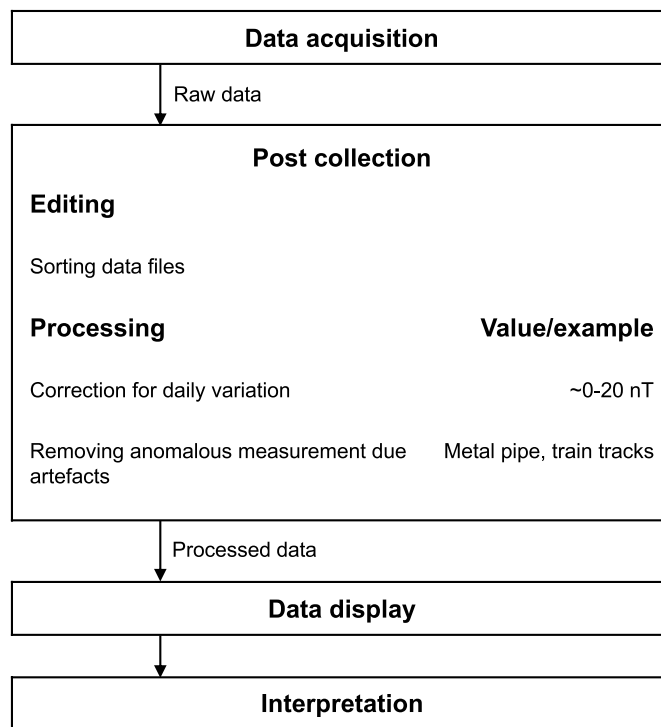 Data acquisition
Raw data
Post collection
Editing
Sorting data files
Processing Value/example
Correction for daily variation ~0-20 nT
Removing anomalous measurement due Metal pipe, train tracks
artefacts
Processed data
Data display
Interpretation